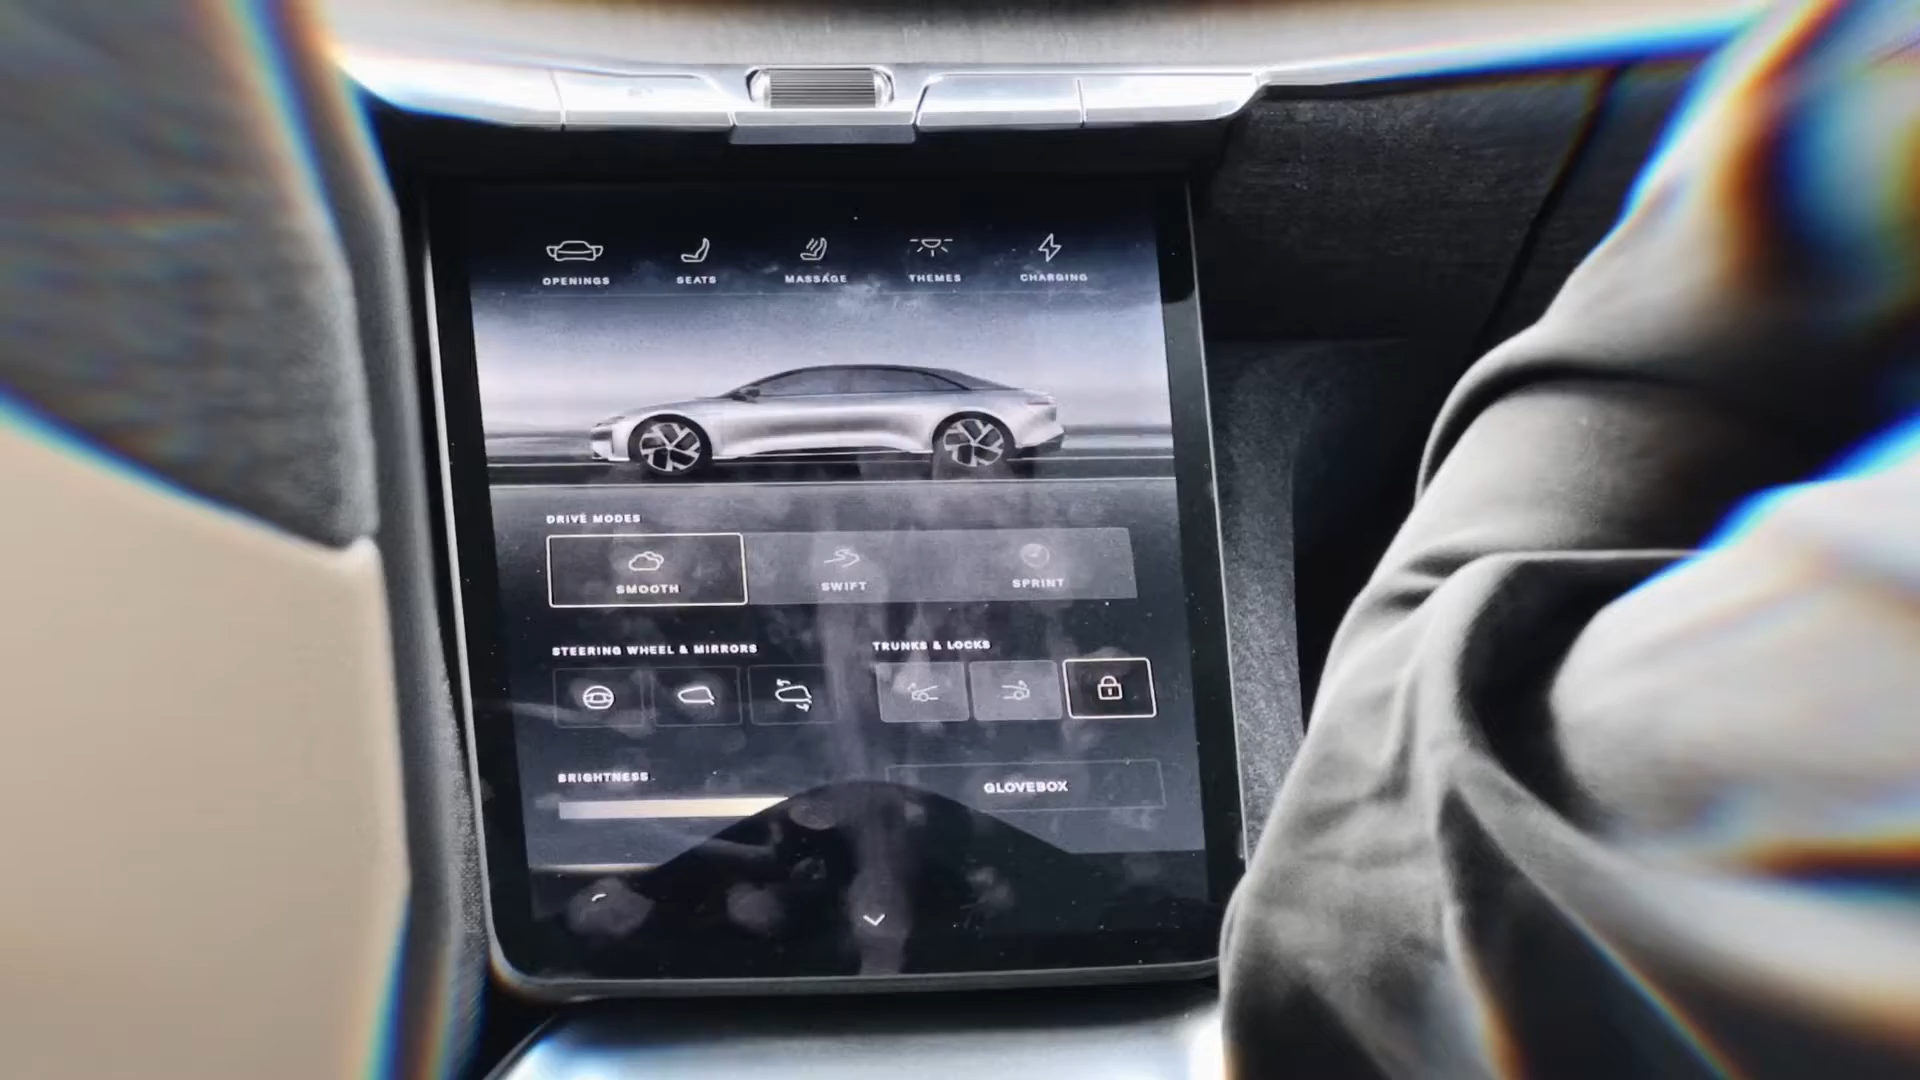 OPENINGS SEATS MASSAGE THEMES CHARGING
DRIVE MODES
SMOOTH SWIFT SPRINT
STEERING WHEEL & MIRRORS
TRUNKS & LOCKS
BRIGHTNESS
GLOVEBOX